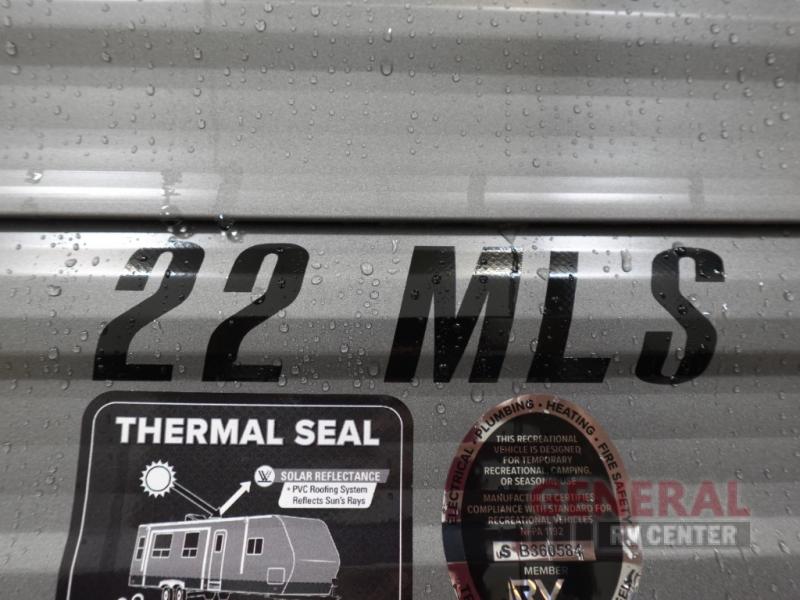 22 MLS
THERMAL SEAL
SOLAR REFLECTANCE
• PVC Roofing System
Reflects Sun's Rays
ELECTRICAL • PLUMBING • HEATING • FIRE SAFETY
THIS RECREATIONAL
VEHICLE IS DESIGNED
FOR TEMPORARY
RECREATIONAL, CAMPING,
OR SEASONAL USE.
MANUFACTURER CERTIFIES
COMPLIANCE WITH STANDARD FOR
RECREATIONAL VEHICLES
NFPA 1192
S B360584
MEMBER
RV
GENERAL
RV CENTER